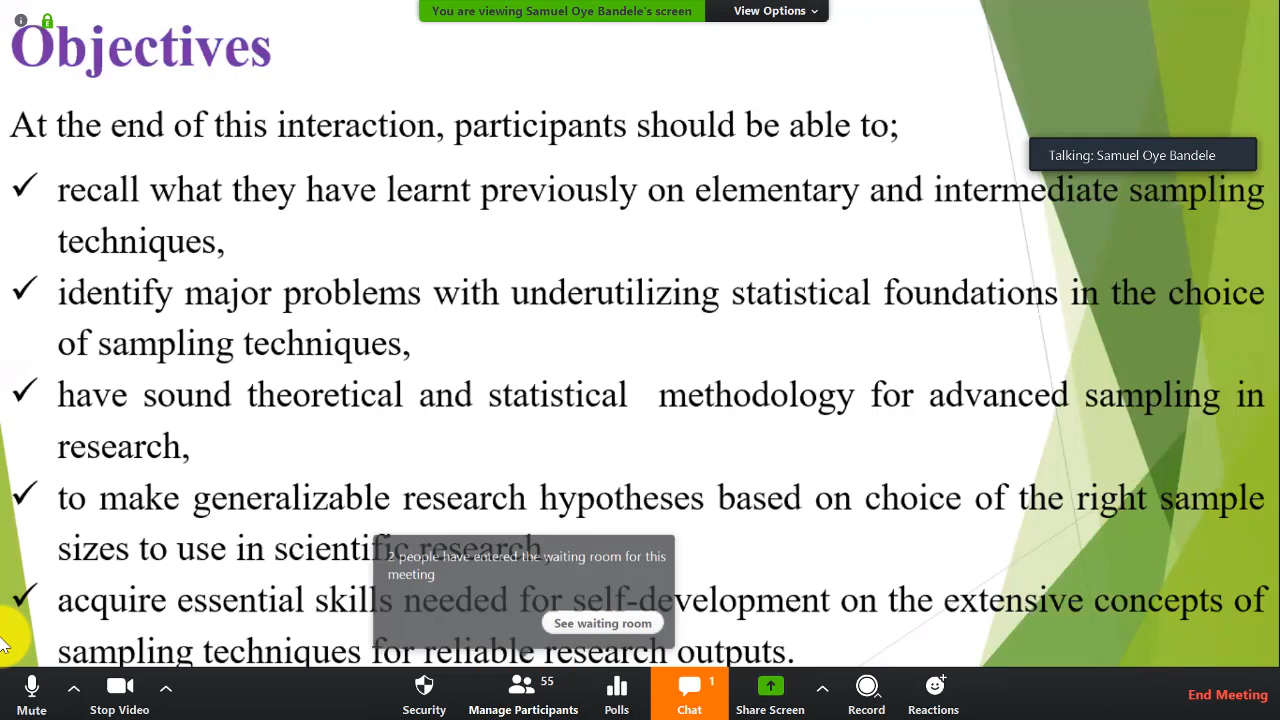 You are viewing Samuel Oye Bandele's screen
View Options
Objectives
At the end of this interaction, participants should be able to;
Talking: Samuel Oye Bandele
✓ recall what they have learnt previously on elementary and intermediate sampling
techniques,
✓ identify major problems with underutilizing statistical foundations in the choice
of sampling techniques,
✓ have sound theoretical and statistical methodology for advanced sampling in
research,
✓ to make generalizable research hypotheses based on choice of the right sample
sizes to use in scientific research,
2 people have entered the waiting room for this
meeting
✓ acquire essential skills needed for self-development on the extensive concepts of
See waiting room
sampling techniques for reliable research outputs.
Mute
Stop Video
Security
55
Manage Participants
Polls
1
Chat
Share Screen
Record
Reactions
End Meeting